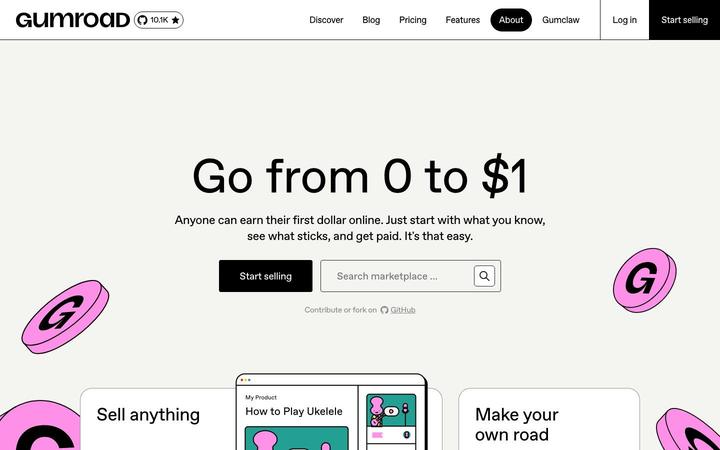 GUMROAD
10.1K
Discover
Blog
Pricing
Features
About
Gumclaw
Log in
Start selling
Go from 0 to $1
Anyone can earn their first dollar online. Just start with what you know,
see what sticks, and get paid. It's that easy.
Start selling
Search marketplace ...
Contribute or fork on GitHub
G
G
G
G
Sell anything
My Product
How to Play Ukelele
Make your
own road